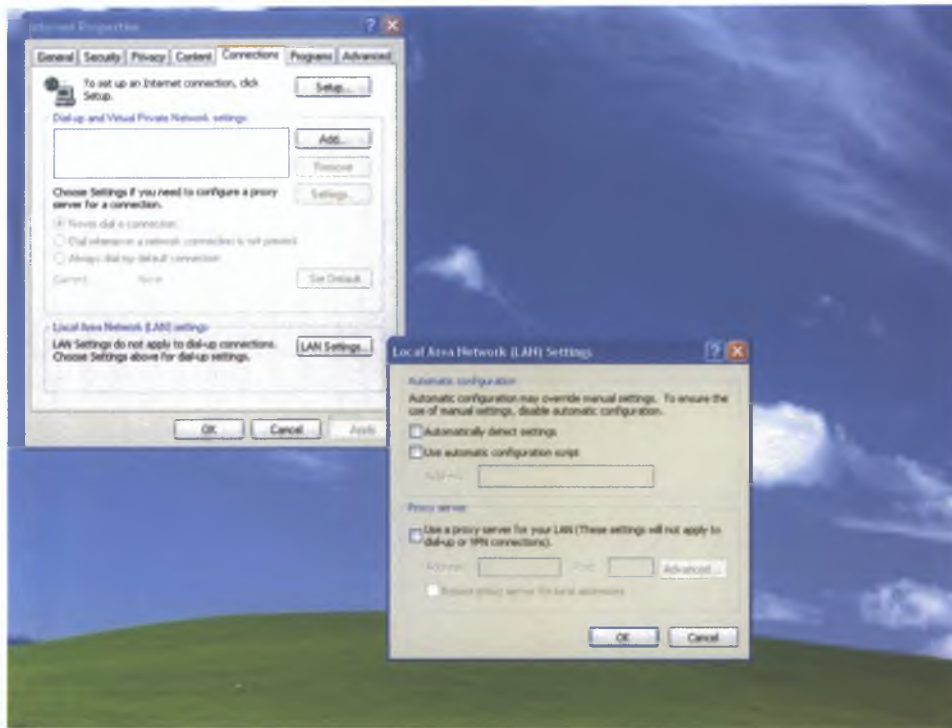 Internet Properties
General Security Privacy Content Connections Programs Advanced
To set up an Internet connection, click
Setup.
Setup...
Dial-up and Virtual Private Network settings
Add...
Remove
Choose Settings if you need to configure a proxy
server for a connection.
Settings...
Never dial a connection
Dial whenever a network connection is not present
Always dial my default connection
Current None
Set Default
Local Area Network (LAN) settings
LAN Settings do not apply to dial-up connections.
Choose Settings above for dial-up settings.
LAN Settings...
OK Cancel Apply
Local Area Network (LAN) Settings
Automatic configuration
Automatic configuration may override manual settings. To ensure the
use of manual settings, disable automatic configuration.
Automatically detect settings
Use automatic configuration script
Address
Proxy server
Use a proxy server for your LAN (These settings will not apply to
dial-up or VPN connections).
Address: Port: Advanced...
Bypass proxy server for local addresses
OK Cancel